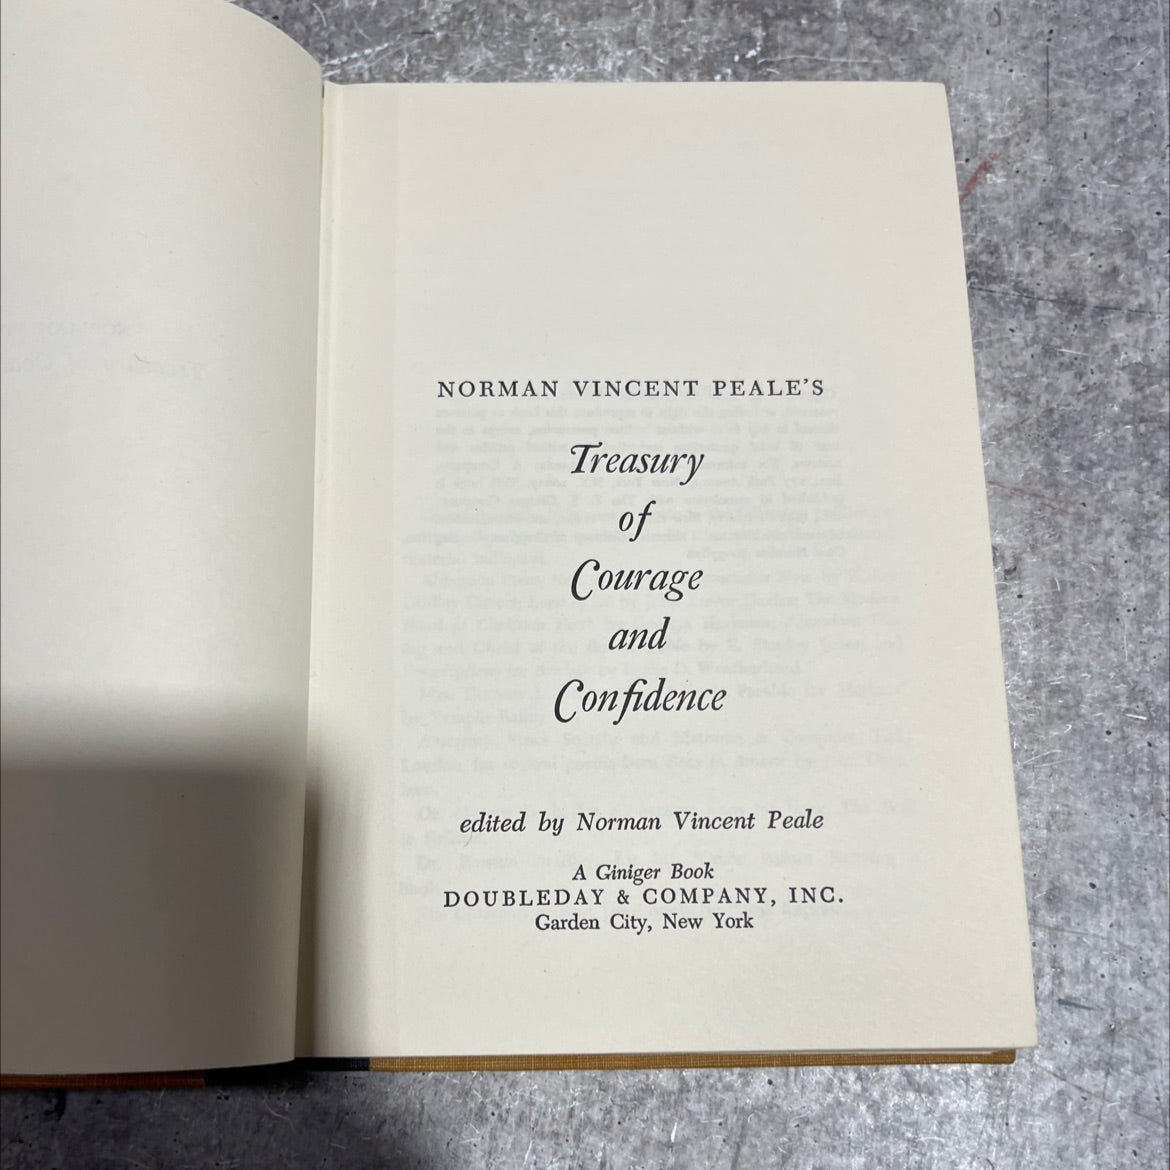 NORMAN VINCENT PEALE'S
Treasury
of
Courage
and
Confidence
edited by Norman Vincent Peale
A Giniger Book
DOUBLEDAY & COMPANY, INC.
Garden City, New York